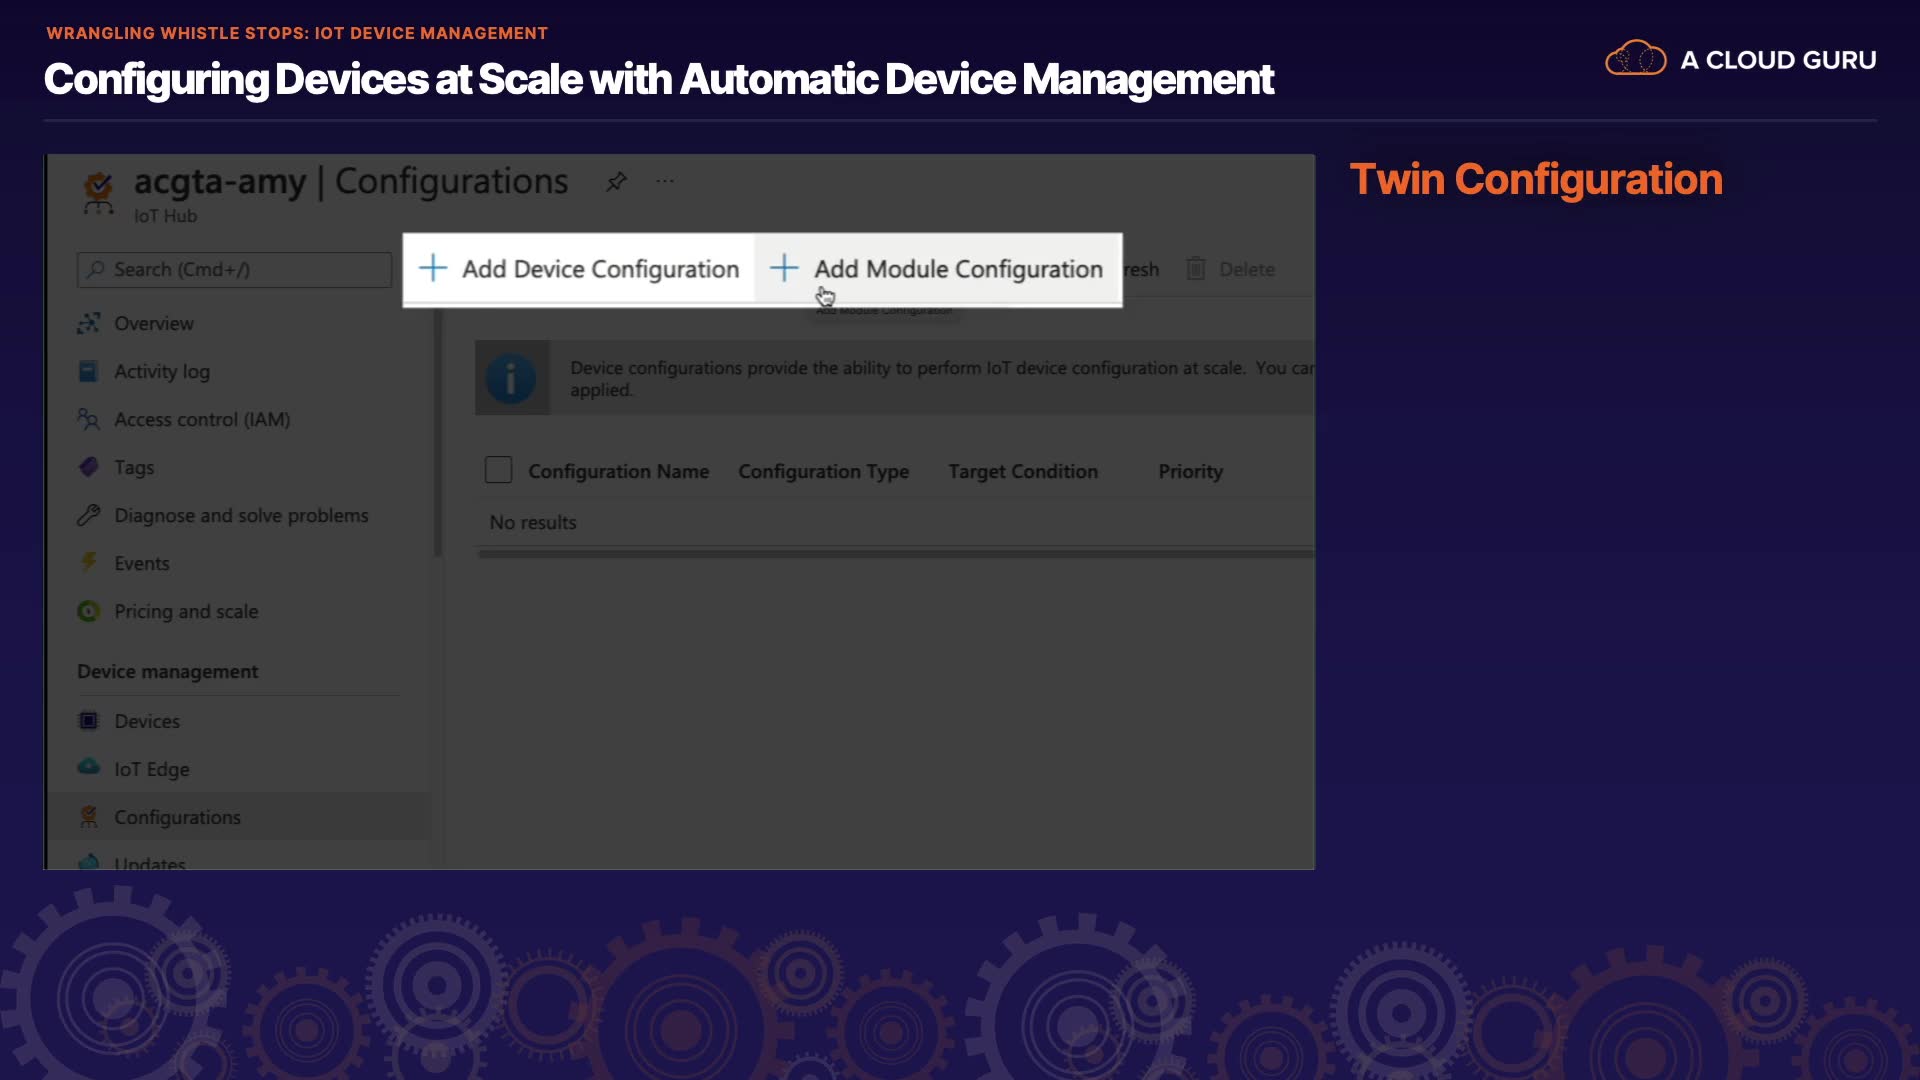 WRANGLING WHISTLE STOPS: IOT DEVICE MANAGEMENT
Configuring Devices at Scale with Automatic Device Management
A CLOUD GURU
acgta-amy | Configurations
IoT Hub
Twin Configuration
Search (Cmd+/)
Add Device Configuration
Add Module Configuration
resh
Delete
Add Module Configuration
Overview
Activity log
Access control (IAM)
Tags
Diagnose and solve problems
Events
Pricing and scale
Device management
Devices
IoT Edge
Configurations
Updates
Device configurations provide the ability to perform IoT device configuration at scale. You can
applied.
Configuration Name Configuration Type Target Condition Priority
No results